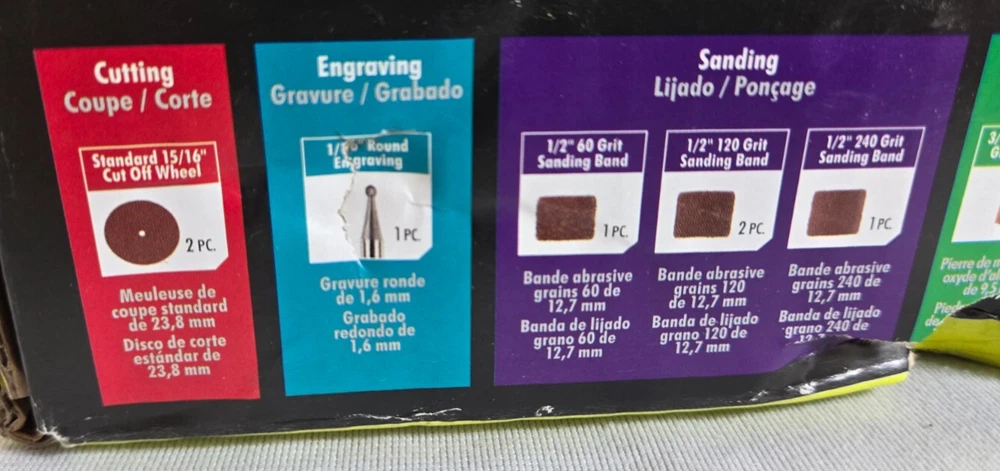 Cutting
Coupe / Corte
Standard 15/16"
Cut Off Wheel
2 PC.
Meuleuse de
coupe standard
de 23,8 mm
Disco de corte
estándar de
23,8 mm
Engraving
Gravure / Grabado
Round
Engraving
1 PC.
Gravure ronde
de 1,6 mm
Grabado
redondo de
1,6 mm
Sanding
Lijado / Ponçage
1/2" 60 Grit
Sanding Band
1 PC.
Bande abrasive
grains 60 de
12,7 mm
Banda de lijado
grano 60 de
12,7 mm
1/2" 120 Grit
Sanding Band
2 PC.
Bande abrasive
grains 120
de 12,7 mm
Banda de lijado
grano 120 de
12,7 mm
1/2" 240 Grit
Sanding Band
1 PC.
Bande abrasive
grains 240 de
12,7 mm
Banda de lijado
grano 240 de
Pierre de
de 9,5